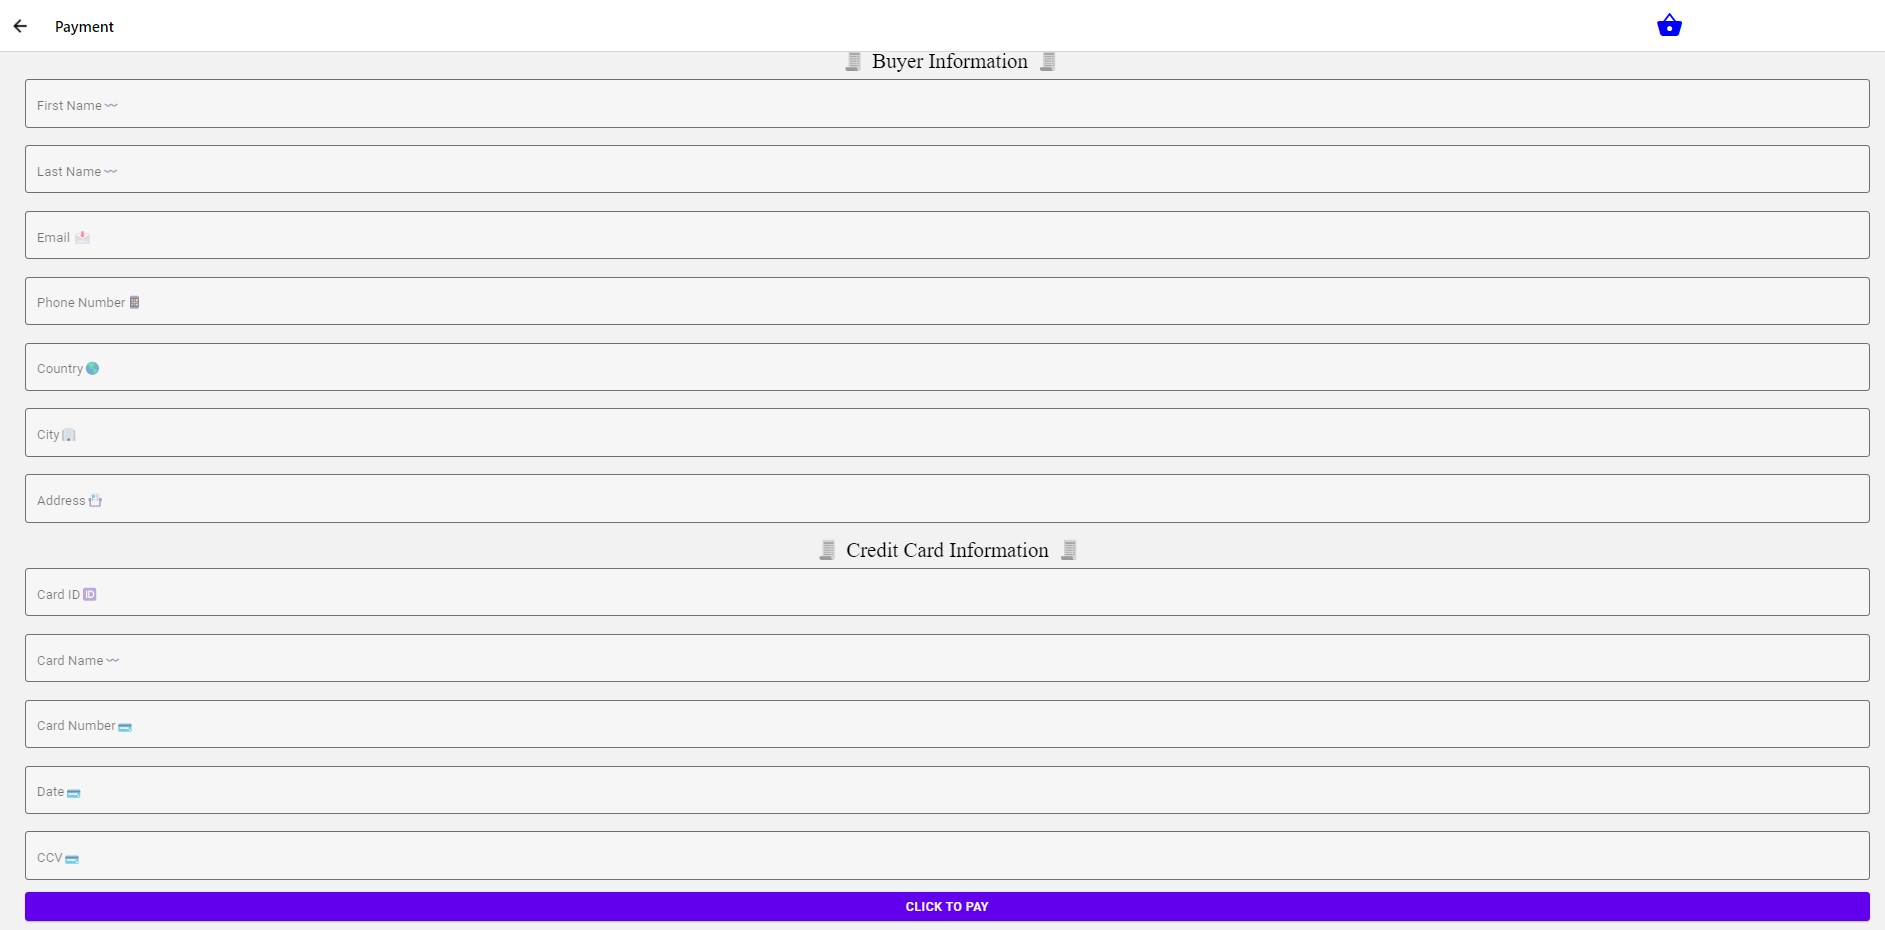 Payment
Buyer Information
First Name
Last Name
Email
Phone Number
Country
City
Address
Credit Card Information
Card ID
Card Name
Card Number
Date
CCV
CLICK TO PAY